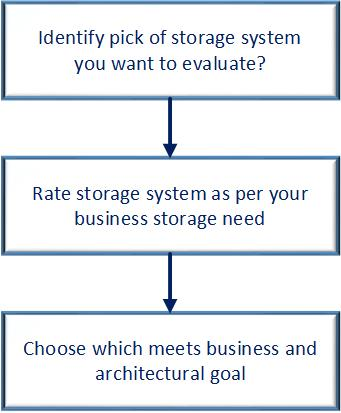 Identify pick of storage system
you want to evaluate?
Rate storage system as per your
business storage need
Choose which meets business and
architectural goal